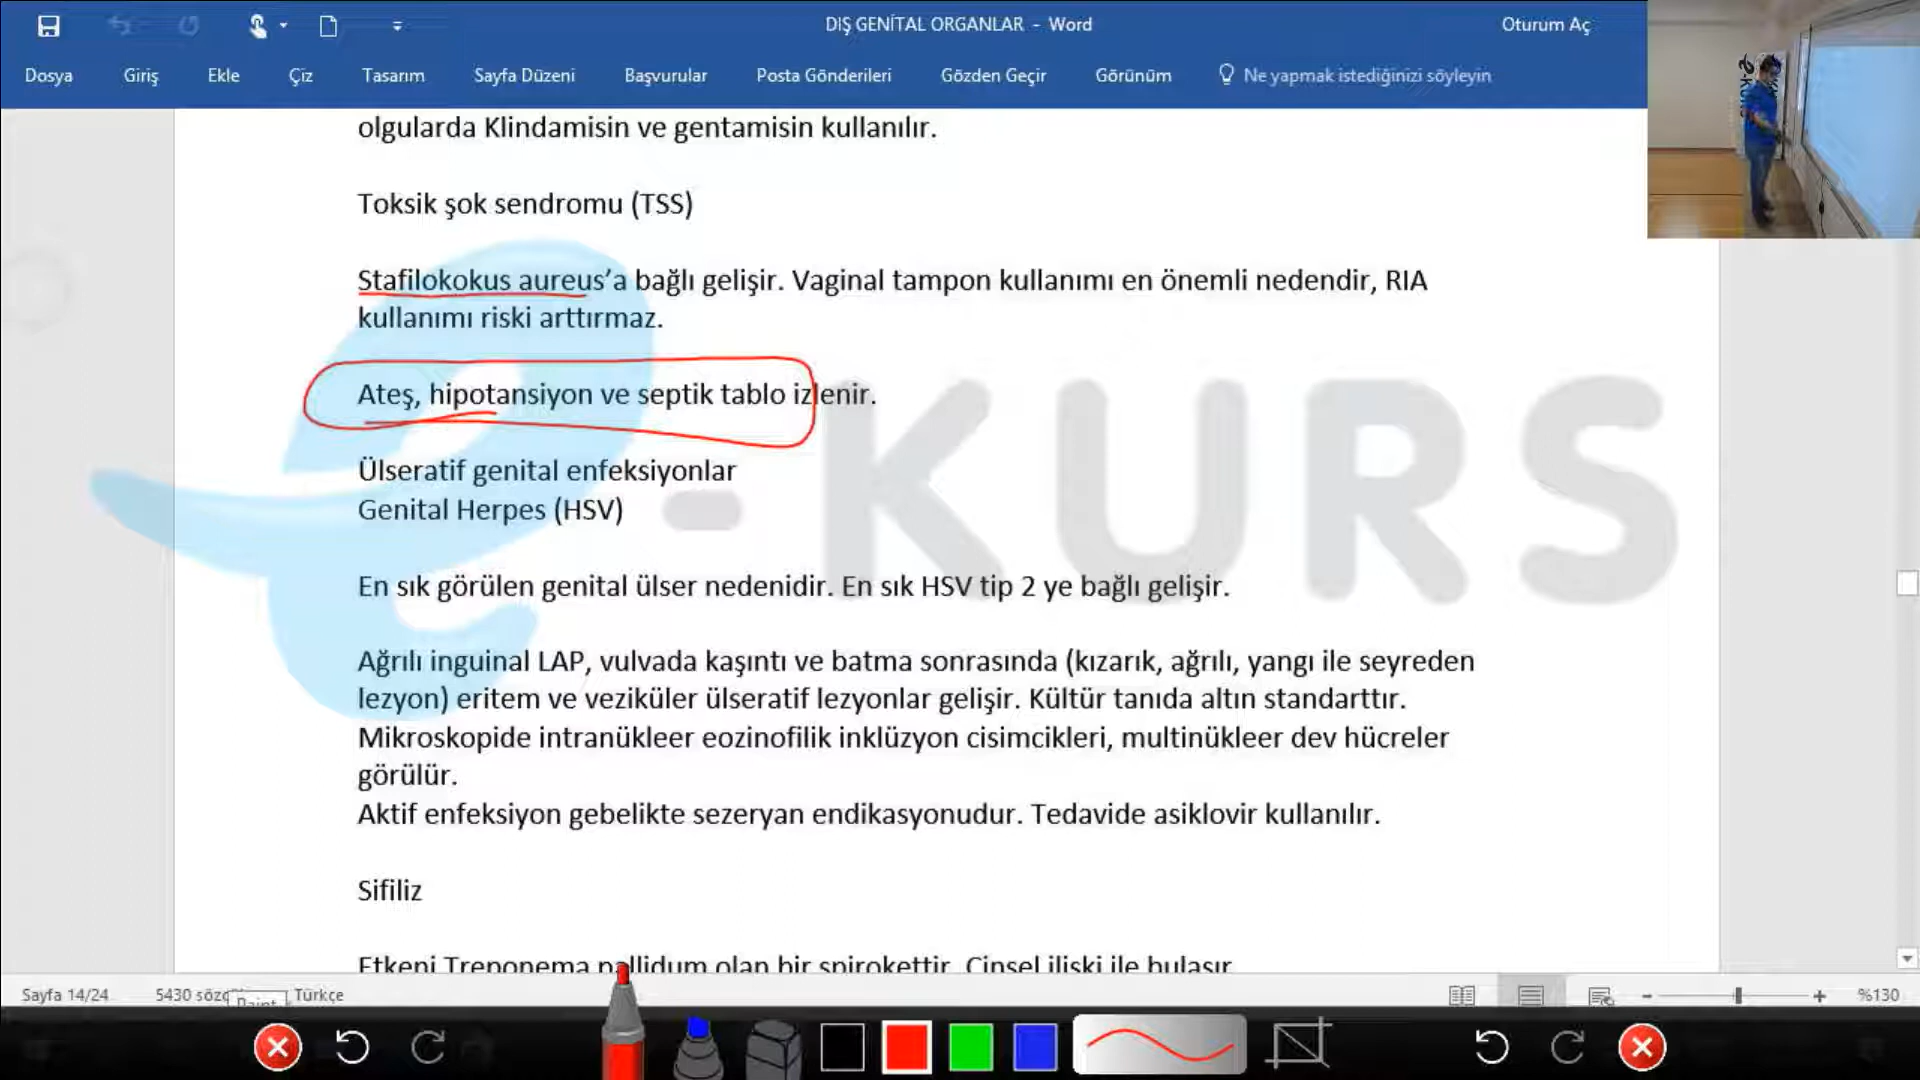 DIŞ GENİTAL ORGANLAR - Word
Oturum Aç
Dosya Giriş Ekle Çiz Tasarım Sayfa Düzeni Başvurular Posta Gönderileri Gözden Geçir Görünüm Ne yapmak istediğinizi söyleyin
olgularda Klindamisin ve gentamisin kullanılır.
Toksik şok sendromu (TSS)
Stafilokokus aureus’a bağlı gelişir. Vaginal tampon kullanımı en önemli nedendir, RIA
kullanımı riski arttırmaz.
Ateş, hipotansiyon ve septik tablo izlenir.
Ülseratif genital enfeksiyonlar
Genital Herpes (HSV)
e-KURS
En sık görülen genital ülser nedenidir. En sık HSV tip 2 ye bağlı gelişir.
Ağrılı inguinal LAP, vulvada kaşıntı ve batma sonrasında (kızarık, ağrılı, yangı ile seyreden
lezyon) eritem ve veziküler ülseratif lezyonlar gelişir. Kültür tanıda altın standarttır.
Mikroskopide intranükleer eozinofilik inklüzyon cisimcikleri, multinükleer dev hücreler
görülür.
Aktif enfeksiyon gebelikte sezeryan endikasyonudur. Tedavide asiklovir kullanılır.
Sifiliz
Etkeni Treponema pallidum olan bir spirokettir. Cinsel ilişki ile bulaşır
Sayfa 14/24 5430 Türkçe %130
Paint